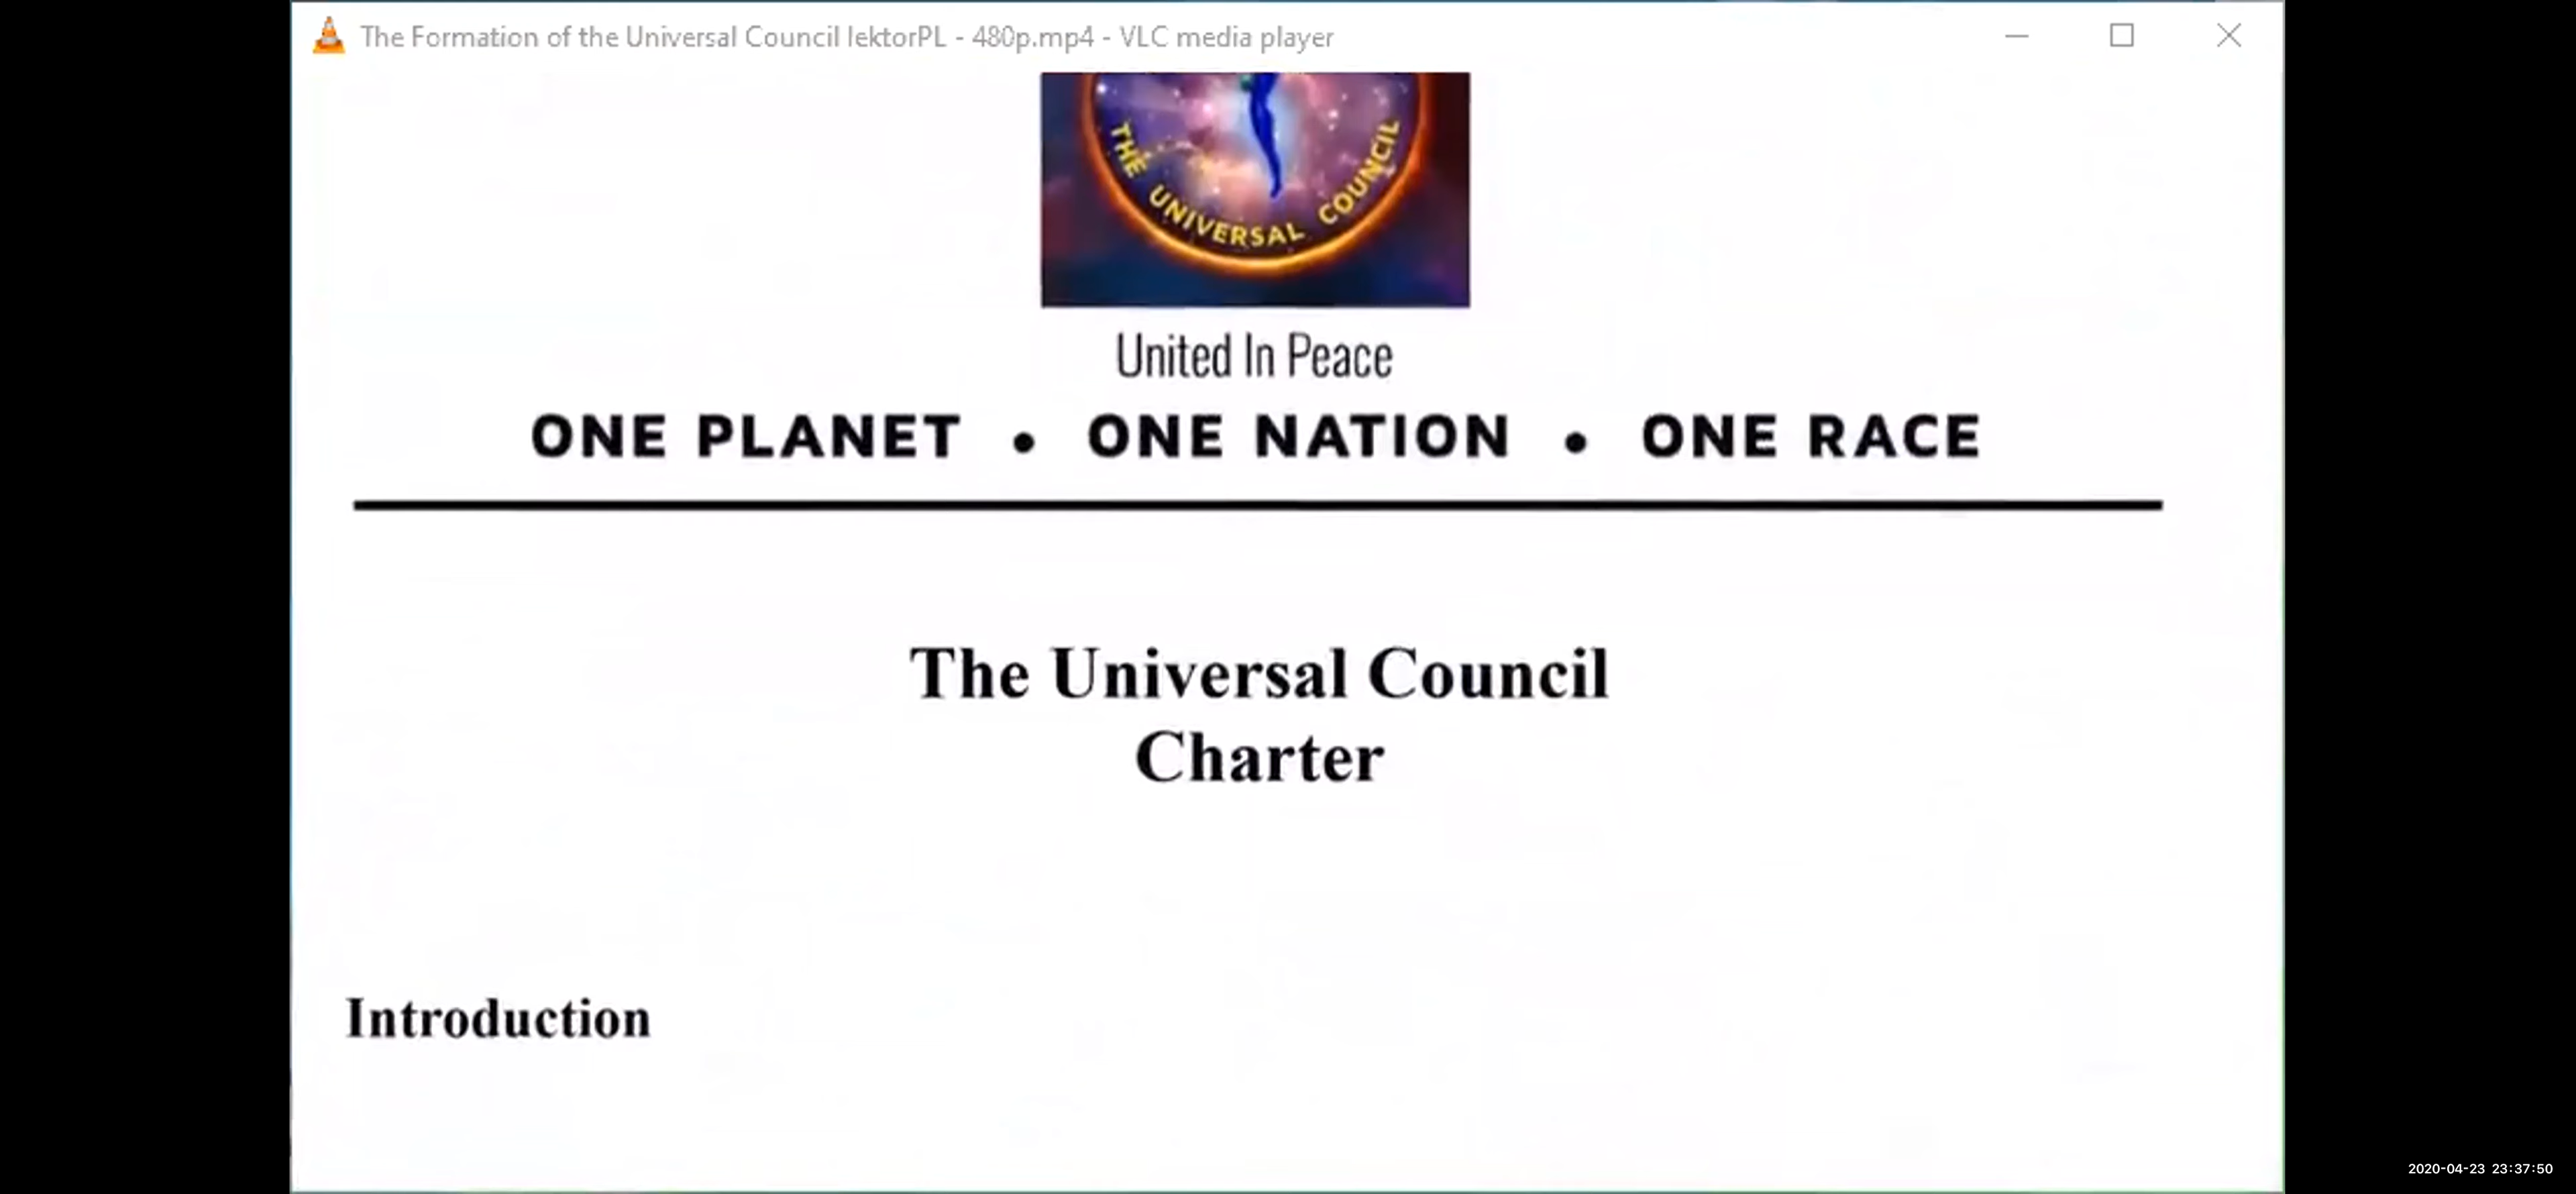 The Formation of the Universal Council lektorPL - 480p.mp4 - VLC media player
THE UNIVERSAL COUNCIL
United In Peace
ONE PLANET • ONE NATION • ONE RACE
The Universal Council
Charter
Introduction
2020-04-23 23:37:50